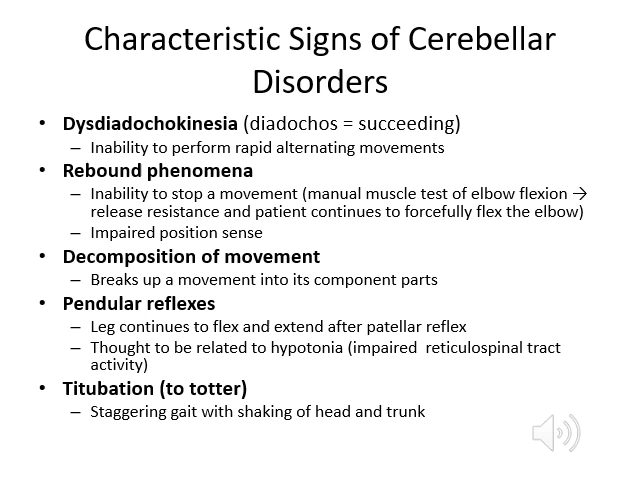 Characteristic Signs of Cerebellar
Disorders
• Dysdiadochokinesia (diadochos = succeeding)
– Inability to perform rapid alternating movements
• Rebound phenomena
– Inability to stop a movement (manual muscle test of elbow flexion →
release resistance and patient continues to forcefully flex the elbow)
– Impaired position sense
• Decomposition of movement
– Breaks up a movement into its component parts
• Pendular reflexes
– Leg continues to flex and extend after patellar reflex
– Thought to be related to hypotonia (impaired  reticulospinal tract
activity)
• Titubation (to totter)
– Staggering gait with shaking of head and trunk